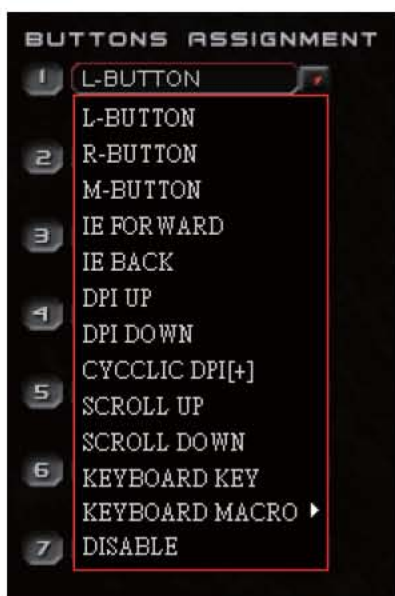 BUTTONS ASSIGNMENT
1 L-BUTTON
L-BUTTON
2 R-BUTTON
M-BUTTON
3 IE FORWARD
IE BACK
4 DPI UP
DPI DOWN
CYCCLIC DPI[+]
5 SCROLL UP
SCROLL DOWN
6 KEYBOARD KEY
KEYBOARD MACRO
7 DISABLE